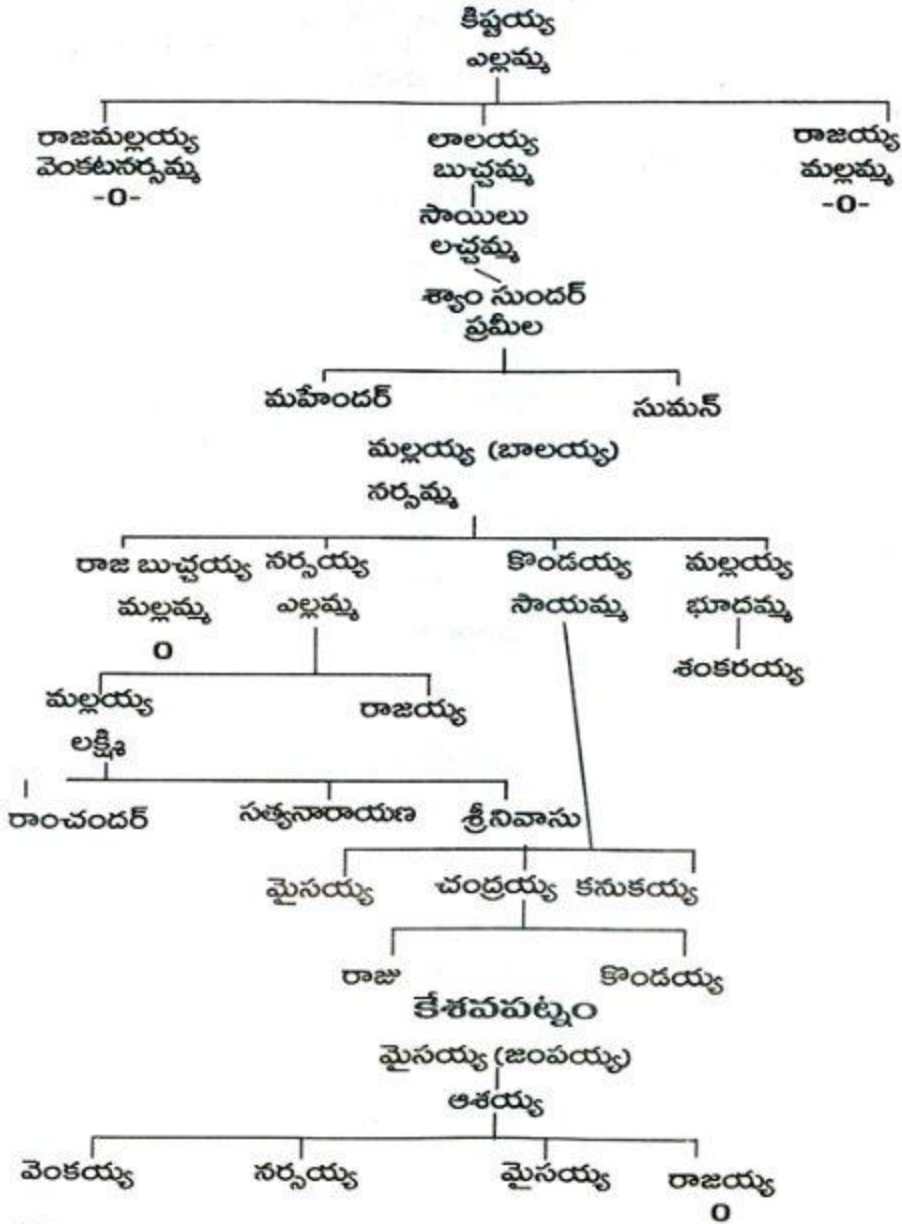 కిష్టయ్య
ఎల్లమ్మ
రాజమల్లయ్య లాలయ్య రాజయ్య
వెంకటనర్సమ్మ బుచ్చమ్మ మల్లమ్మ
-0- -0-
సాయిలు
లచ్చమ్మ
శ్యాం సుందర్
ప్రమీల
మహేందర్ సుమన్
మల్లయ్య (బాలయ్య)
నర్సమ్మ
రాజ బుచ్చయ్య నర్సయ్య కొండయ్య మల్లయ్య
మల్లమ్మ ఎల్లమ్మ సాయమ్మ భూదమ్మ
0
శంకరయ్య
మల్లయ్య రాజయ్య
లక్ష్మి
రాంచందర్ సత్యనారాయణ శ్రీనివాసు
మైసయ్య చంద్రయ్య కనుకయ్య
రాజు కొండయ్య
కేశవపట్నం
మైసయ్య (జంపయ్య)
ఆశయ్య
వెంకయ్య నర్సయ్య మైసయ్య రాజయ్య
0